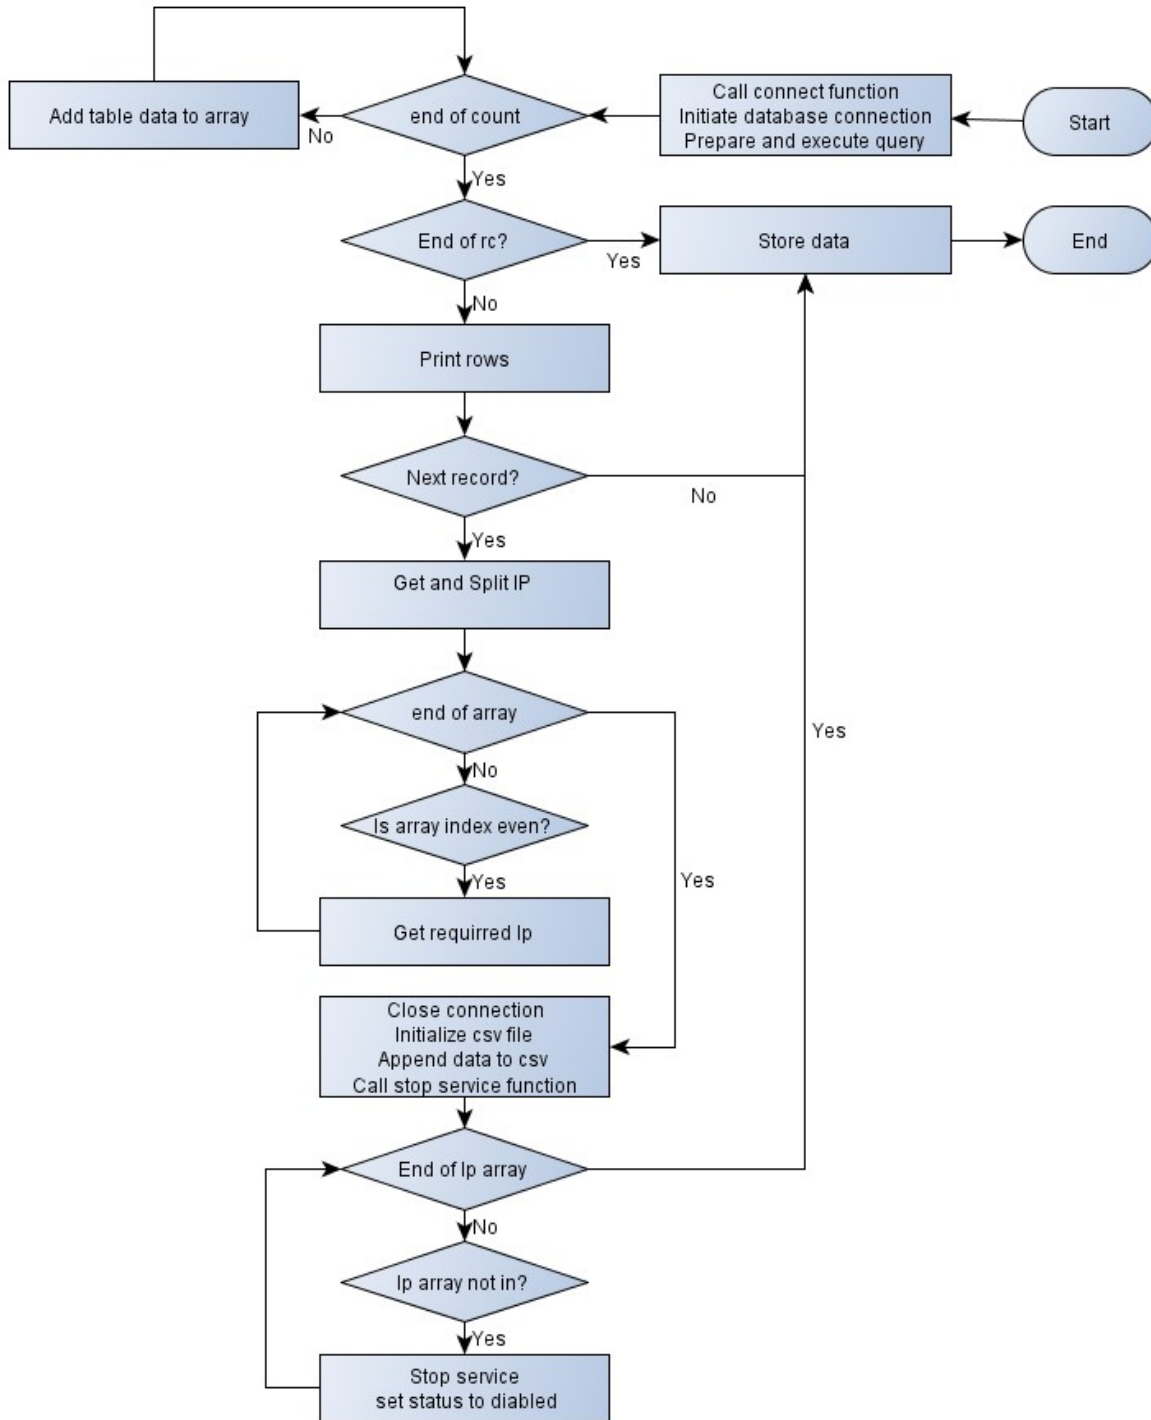 Add table data to array
No
end of count
Call connect function
Initiate database connection
Prepare and execute query
Start
Yes
End of rc?
Yes
Store data
End
No
Print rows
Next record?
No
Yes
Get and Split IP
end of array
Yes
No
Is array index even?
Yes
Yes
Get requirred Ip
Close connection
Initialize csv file
Append data to csv
Call stop service function
End of Ip array
No
Ip array not in?
Yes
Stop service
set status to diabled